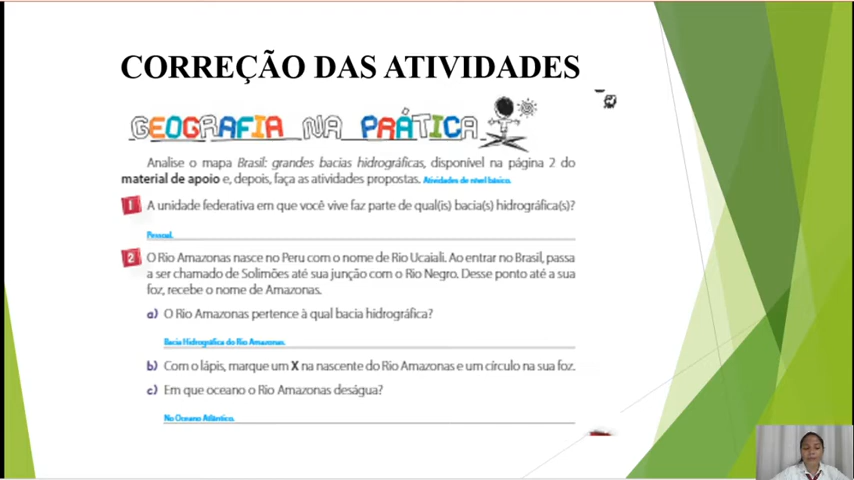 CORREÇÃO DAS ATIVIDADES
GEOGRAFIA NA PRÁTICA
Analise o mapa Brasil: grandes bacias hidrográficas, disponível na página 2 do
material de apoio e, depois, faça as atividades propostas. Atividades de nível básico.
1 A unidade federativa em que você vive faz parte de qual(is) bacia(s) hidrográfica(s)?
Pessoal.
2 O Rio Amazonas nasce no Peru com o nome de Rio Ucaiali. Ao entrar no Brasil, passa
a ser chamado de Solimões até sua junção com o Rio Negro. Desse ponto até a sua
foz, recebe o nome de Amazonas.
a) O Rio Amazonas pertence à qual bacia hidrográfica?
Bacia Hidrográfica do Rio Amazonas.
b) Com o lápis, marque um X na nascente do Rio Amazonas e um círculo na sua foz.
c) Em que oceano o Rio Amazonas deságua?
No Oceano Atlântico.